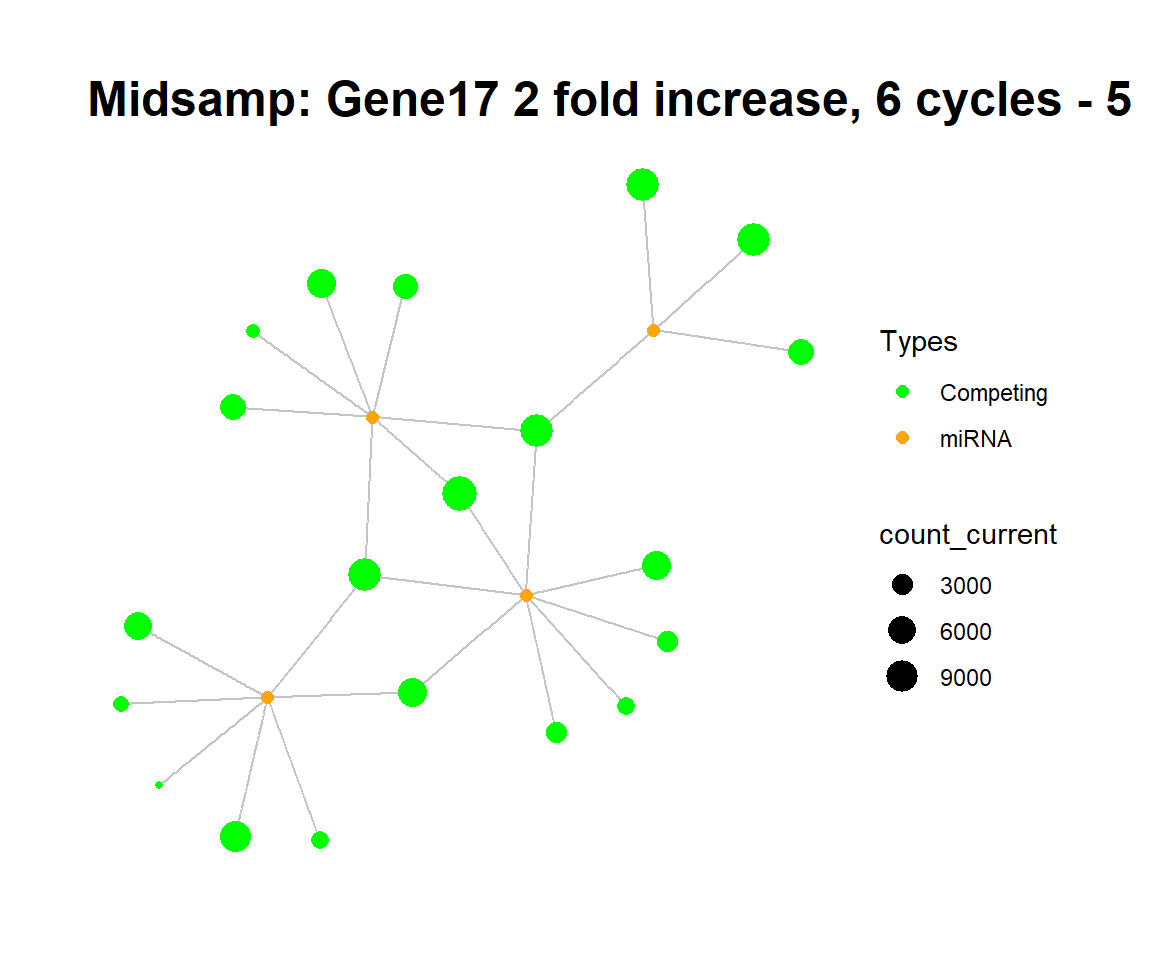 Midsamp: Gene17 2 fold increase, 6 cycles - 5
Types
Competing
miRNA
count_current
3000
6000
9000